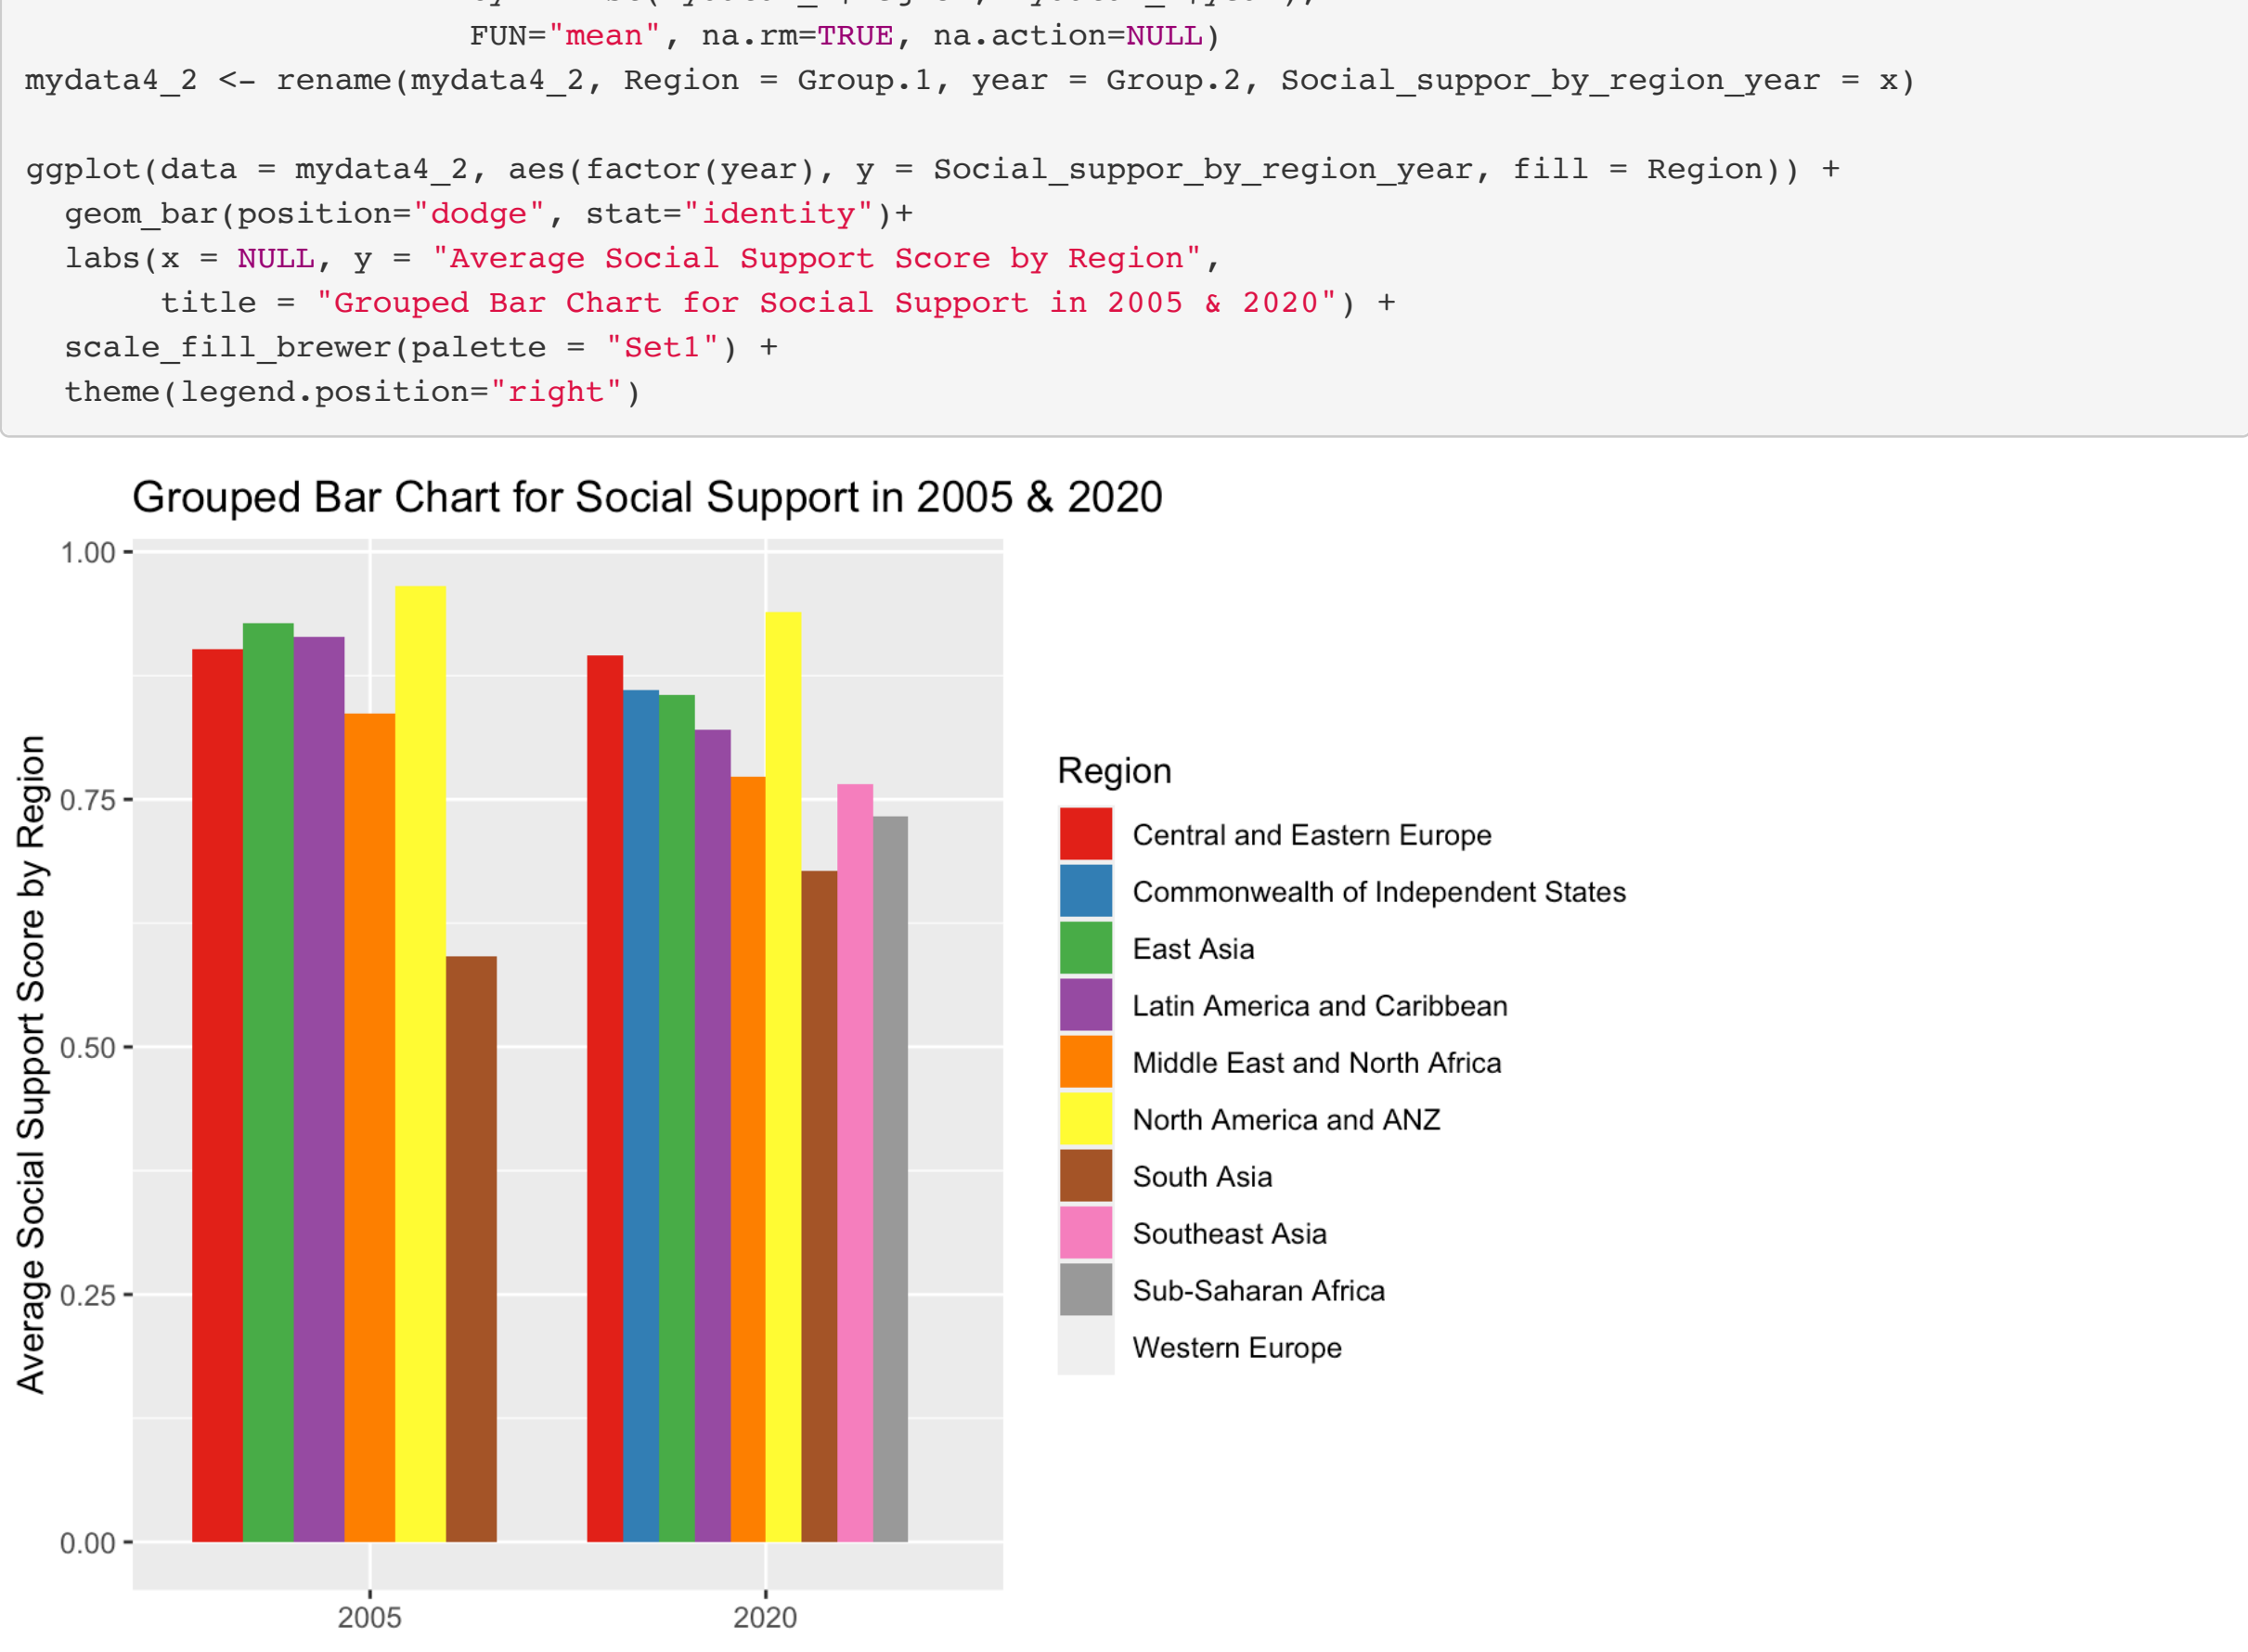 FUN="mean", na.rm=TRUE, na.action=NULL)
mydata4_2 <- rename(mydata4_2, Region = Group.1, year = Group.2, Social_suppor_by_region_year = x)
ggplot(data = mydata4_2, aes(factor(year), y = Social_suppor_by_region_year, fill = Region)) +
geom_bar(position="dodge", stat="identity")+
labs(x = NULL, y = "Average Social Support Score by Region",
title = "Grouped Bar Chart for Social Support in 2005 & 2020") +
scale_fill_brewer(palette = "Set1") +
theme(legend.position="right")
Grouped Bar Chart for Social Support in 2005 & 2020
Average Social Support Score by Region
1.00
0.75
0.50
0.25
0.00
2005
2020
Region
Central and Eastern Europe
Commonwealth of Independent States
East Asia
Latin America and Caribbean
Middle East and North Africa
North America and ANZ
South Asia
Southeast Asia
Sub-Saharan Africa
Western Europe